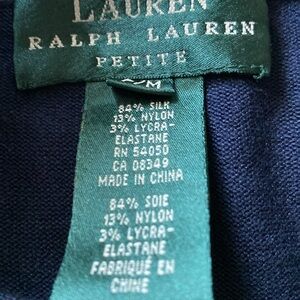 LAUREN
RALPH LAUREN
PETITE
M
84% SILK
13% NYLON
3% LYCRA-
ELASTANE
RN 54050
CA 08349
MADE IN CHINA
84% SOIE
13% NYLON
3% LYCRA-
ELASTANE
FABRIQUÉ EN
CHINE